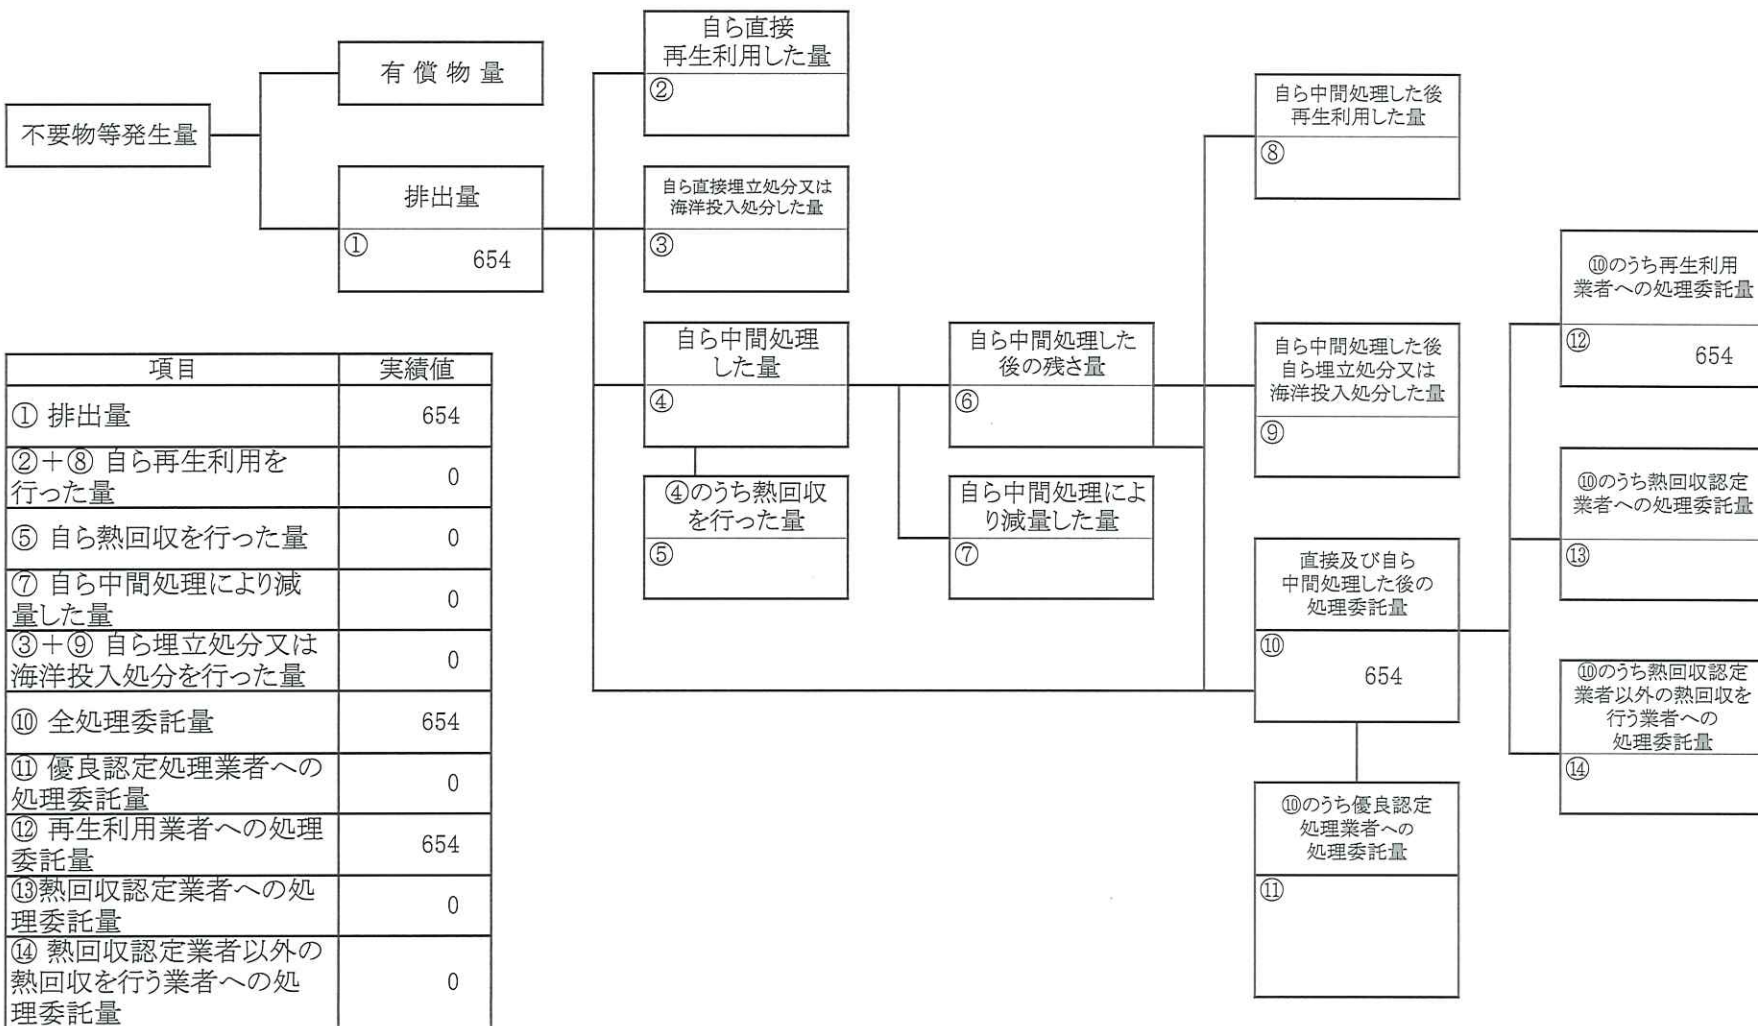 不要物等発生量
有償物量
排出量
①
654
自ら直接
再生利用した量
②
自ら直接埋立処分又は
海洋投入処分した量
③
自ら中間処理
した量
④
④のうち熱回収
を行った量
⑤
自ら中間処理した
後の残さ量
⑥
自ら中間処理によ
り減量した量
⑦
自ら中間処理した後
再生利用した量
⑧
自ら中間処理した後
自ら埋立処分又は
海洋投入処分した量
⑨
直接及び自ら
中間処理した後の
処理委託量
⑩
654
⑩のうち優良認定
処理業者への
処理委託量
⑪
⑩のうち再生利用
業者への処理委託量
⑫
654
⑩のうち熱回収認定
業者への処理委託量
⑬
⑩のうち熱回収認定
業者以外の熱回収を
行う業者への
処理委託量
⑭
項目 実績値
① 排出量 654
②+⑧ 自ら再生利用を
行った量 0
⑤ 自ら熱回収を行った量 0
⑦ 自ら中間処理により減
量した量 0
③+⑨ 自ら埋立処分又は
海洋投入処分を行った量 0
⑩ 全処理委託量 654
⑪ 優良認定処理業者への
処理委託量 0
⑫ 再生利用業者への処理
委託量 654
⑬熱回収認定業者への処
理委託量 0
⑭ 熱回収認定業者以外の
熱回収を行う業者への処
理委託量 0